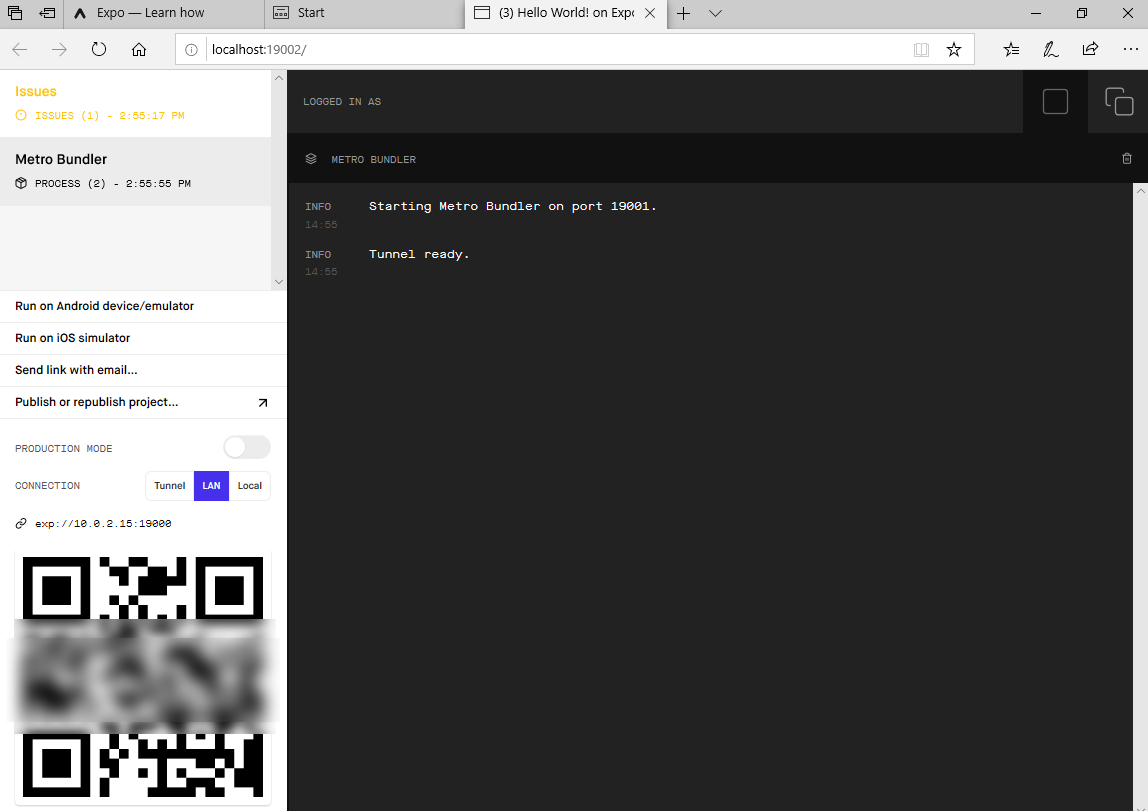 Expo — Learn how
Start
(3) Hello World! on Expo
localhost:19002/
Issues
ISSUES (1) - 2:55:17 PM
Metro Bundler
PROCESS (2) - 2:55:55 PM
Run on Android device/emulator
Run on iOS simulator
Send link with email...
Publish or republish project...
PRODUCTION MODE
CONNECTION
Tunnel
LAN
Local
exp://10.0.2.15:19000
LOGGED IN AS
METRO BUNDLER
INFO
Starting Metro Bundler on port 19001.
14:55
INFO
Tunnel ready.
14:55